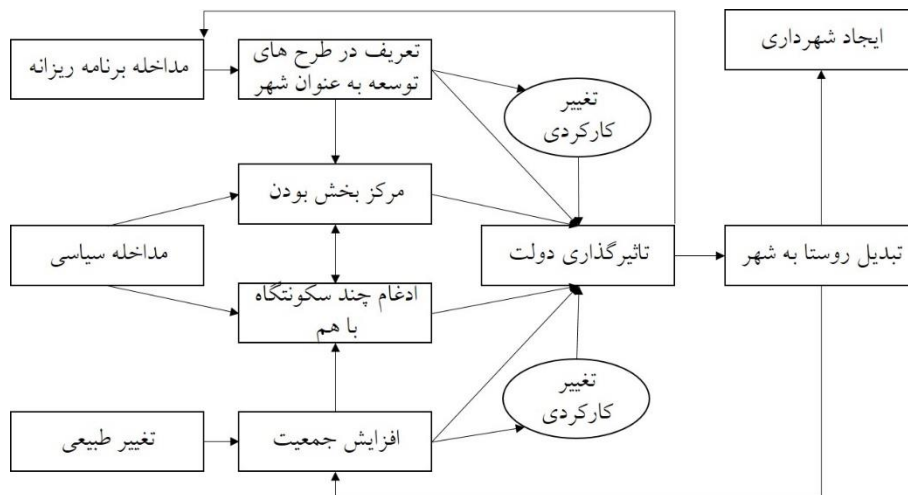 ایجاد شهرداری
تعریف در طرح های
توسعه به عنوان شهر
مداخله برنامه ریزانه
تغییر
کارکردی
مرکز بخش بودن
تبدیل روستا به شهر
تاثیرگذاری دولت
مداخله سیاسی
ادغام چند سکونتگاه
با هم
تغییر
کارکردی
افزایش جمعیت
تغییر طبیعی